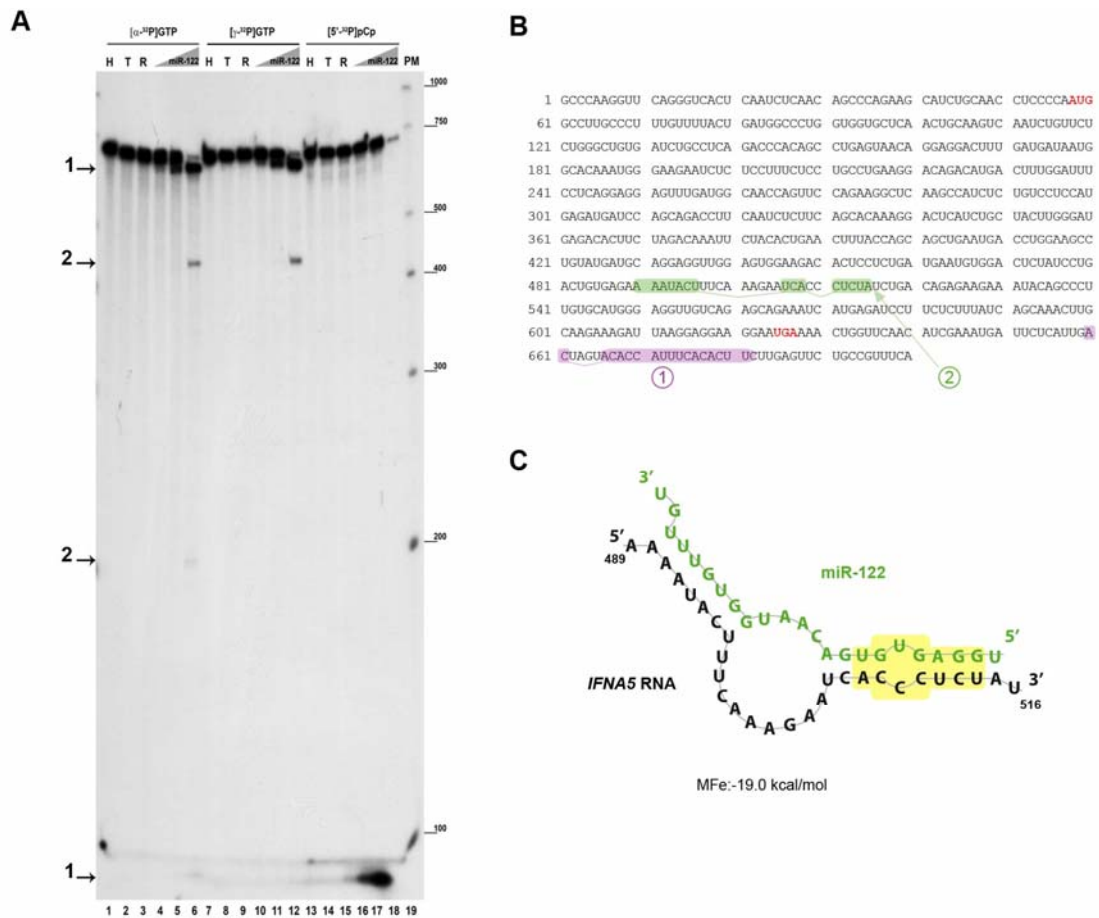 A
[α-³²P]GTP [γ-³²P]GTP [5'-³²P]pCp
H T R miR-122 H T R miR-122 H T R miR-122 PM
1000
750
1→
500
2→
400
300
2→
200
100
1→
1 2 3 4 5 6 7 8 9 10 11 12 13 14 15 16 17 18 19
B
1 GCCCAAGGUU CAGGGUCACU CAAUCUCAAC AGCCCAGAAG CAUCUGCAAC CUCCCCAAUG
61 GCCUUGCCCU UUGUUUUACU GAUGGCCCUG GUGGUGCUCA ACUGCAAGUC AAUCUGUUCU
121 CUGGGCUGUG AUCUGCCUCA GACCCACAGC CUGAGUAACA GGAGGACUUU GAUGAUAAUG
181 GCACAAAUGG GAAGAAUCUC UCCUUUCUCC UGCCUGAAGG ACAGACAUGA CUUUGGAUUU
241 CCUCAGGAGG AGUUUGAUGG CAACCAGUUC CAGAAGGCUC AAGCCAUCUC UGUCCUCCAU
301 GAGAUGAUCC AGCAGACCUU CAAUCUCUUC AGCACAAAGG ACUCAUCUGC UACUUGGGAU
361 GAGACACUUC UAGACAAAUU CUACACUGAA CUUUACCAGC AGCUGAAUGA CCUGGAAGCC
421 UGUAUGAUGC AGGAGGUUGG AGUGGAAGAC ACUCCUCUGA UGAAUGUGGA CUCUAUCCUG
481 ACUGUGAGAA AAUACUUUCA AAGAAUCACC CUCUAUCUGA CAGAGAAGAA AUACAGCCCU
541 UGUGCAUGGG AGGUUGUCAG AGCAGAAAUC AUGAGAUCCU UCUCUUUAUC AGCAAACUUG
601 CAAGAAAGAU UAAGGAGGAA GGAAUGAAAA CUGGUUCAAC AUCGAAAUGA UUCUCAUUGA
661 CUAGUACACC AUUUCACACU UCUUGAGUUC UGCCGUUUCA
① ②
C
3′ UGUUUGUGGUAACAGUGUGAGGU 5′
miR-122
5′ AAAAUACUUUCAAAGAAUCACCCUCUAU 3′
489
516
IFNA5 RNA
MFe:-19.0 kcal/mol